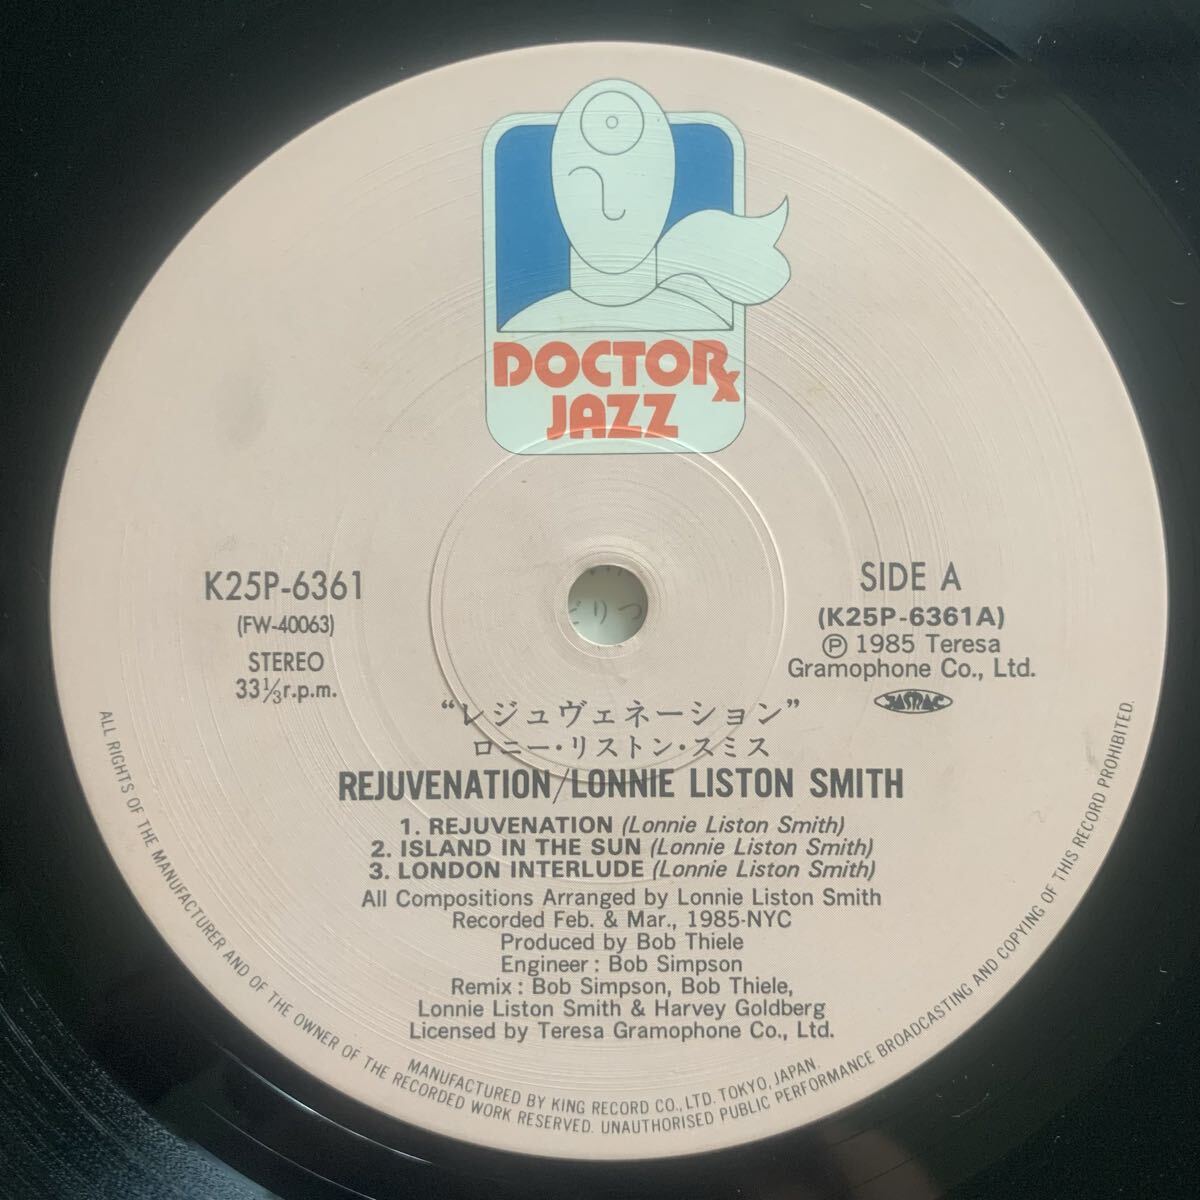 DOCTORx
JAZZ
K25P-6361
(FW-40063)
STEREO
33⅓r.p.m.
SIDE A
(K25P-6361A)
Ⓟ 1985 Teresa
Gramophone Co., Ltd.
JASRAC
どりつ
“レジュヴェネーション”
ロニー・リストン・スミス
REJUVENATION/LONNIE LISTON SMITH
1. REJUVENATION (Lonnie Liston Smith)
2. ISLAND IN THE SUN (Lonnie Liston Smith)
3. LONDON INTERLUDE (Lonnie Liston Smith)
All Compositions Arranged by Lonnie Liston Smith
Recorded Feb. & Mar., 1985-NYC
Produced by Bob Thiele
Engineer : Bob Simpson
Remix : Bob Simpson, Bob Thiele,
Lonnie Liston Smith & Harvey Goldberg
Licensed by Teresa Gramophone Co., Ltd.
MANUFACTURED BY KING RECORD CO., LTD. TOKYO, JAPAN.
ALL RIGHTS OF THE MANUFACTURER AND OF THE OWNER OF THE RECORDED WORK RESERVED. UNAUTHORISED PUBLIC PERFORMANCE BROADCASTING AND COPYING OF THIS RECORD PROHIBITED.